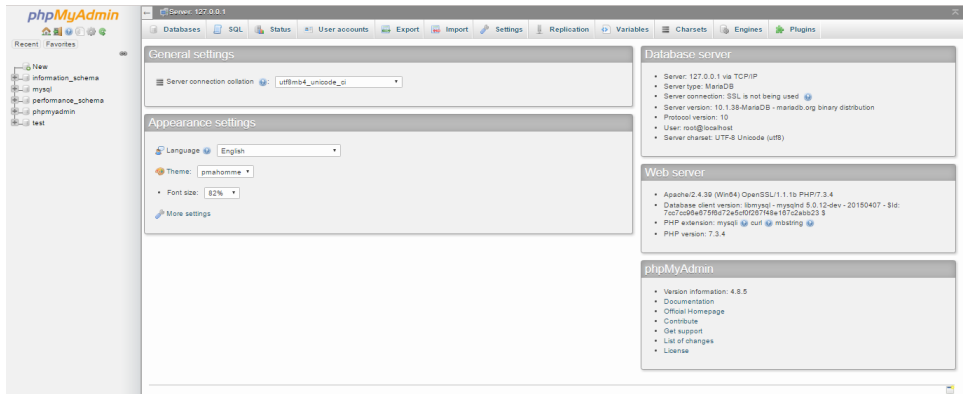 phpMyAdmin
Recent Favorites
New
information_schema
mysql
performance_schema
phpmyadmin
test
Server: 127.0.0.1
Databases SQL Status User accounts Export Import Settings Replication Variables Charsets Engines Plugins
General settings
Server connection collation : utf8mb4_unicode_ci
Appearance settings
Language English
Theme: pmahomme
Font size: 82%
More settings
Database server
Server: 127.0.0.1 via TCP/IP
Server type: MariaDB
Server connection: SSL is not being used
Server version: 10.1.38-MariaDB - mariadb.org binary distribution
Protocol version: 10
User: root@localhost
Server charset: UTF-8 Unicode (utf8)
Web server
Apache/2.4.39 (Win64) OpenSSL/1.1.1b PHP/7.3.4
Database client version: libmysql - mysqlnd 5.0.12-dev - 20150407 - $Id:
7cc7cc96e675f6d72e5cf0f267f48e167c2abb23 $
PHP extension: mysqli curl mbstring
PHP version: 7.3.4
phpMyAdmin
Version information: 4.8.5
Documentation
Official Homepage
Contribute
Get support
List of changes
License